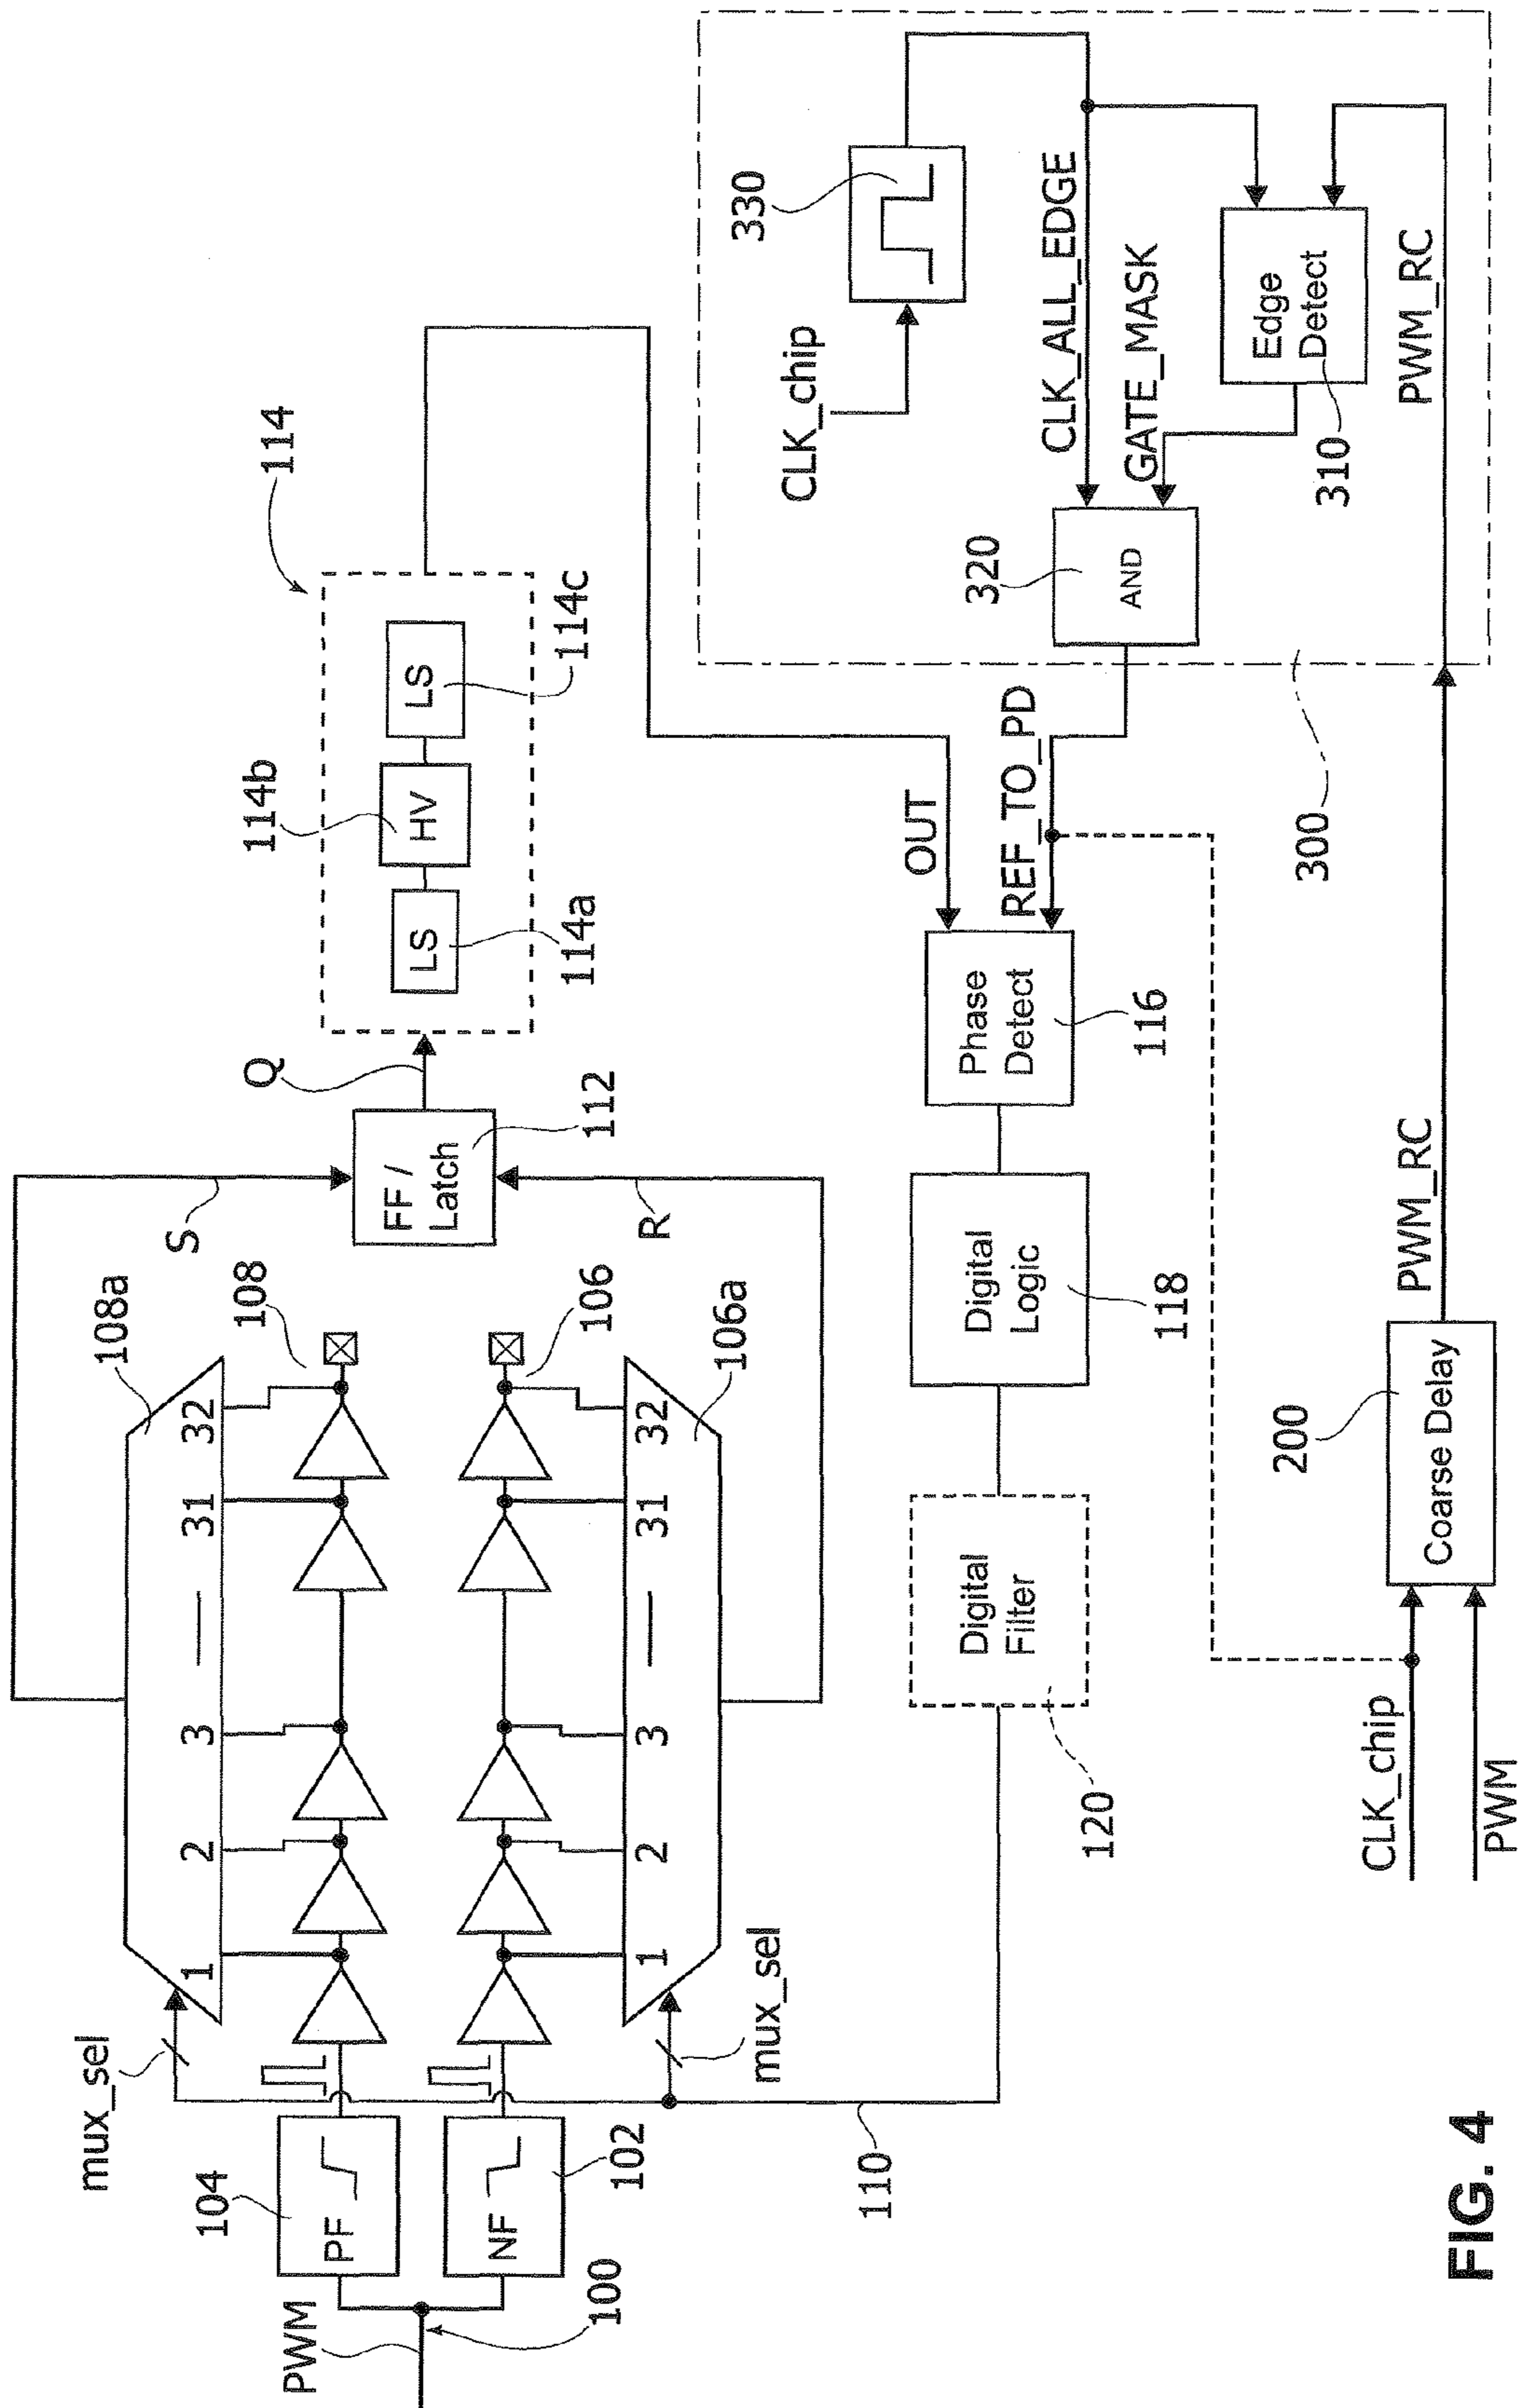 PWM
100
104
PF
NF
102
mux_sel
mux_sel
110
1
2
3
31
32
108a
108
1
2
3
31
32
106a
106
S
R
FF /
Latch
112
Q
114
LS
114a
HV
114b
LS
114c
OUT
REF_TO_PD
Phase
Detect
116
Digital
Logic
118
Digital
Filter
120
CLK_chip
PWM
Coarse Delay
200
PWM_RC
300
AND
320
CLK_chip
330
CLK_ALL_EDGE
GATE_MASK
Edge
Detect
310
PWM_RC
FIG. 4